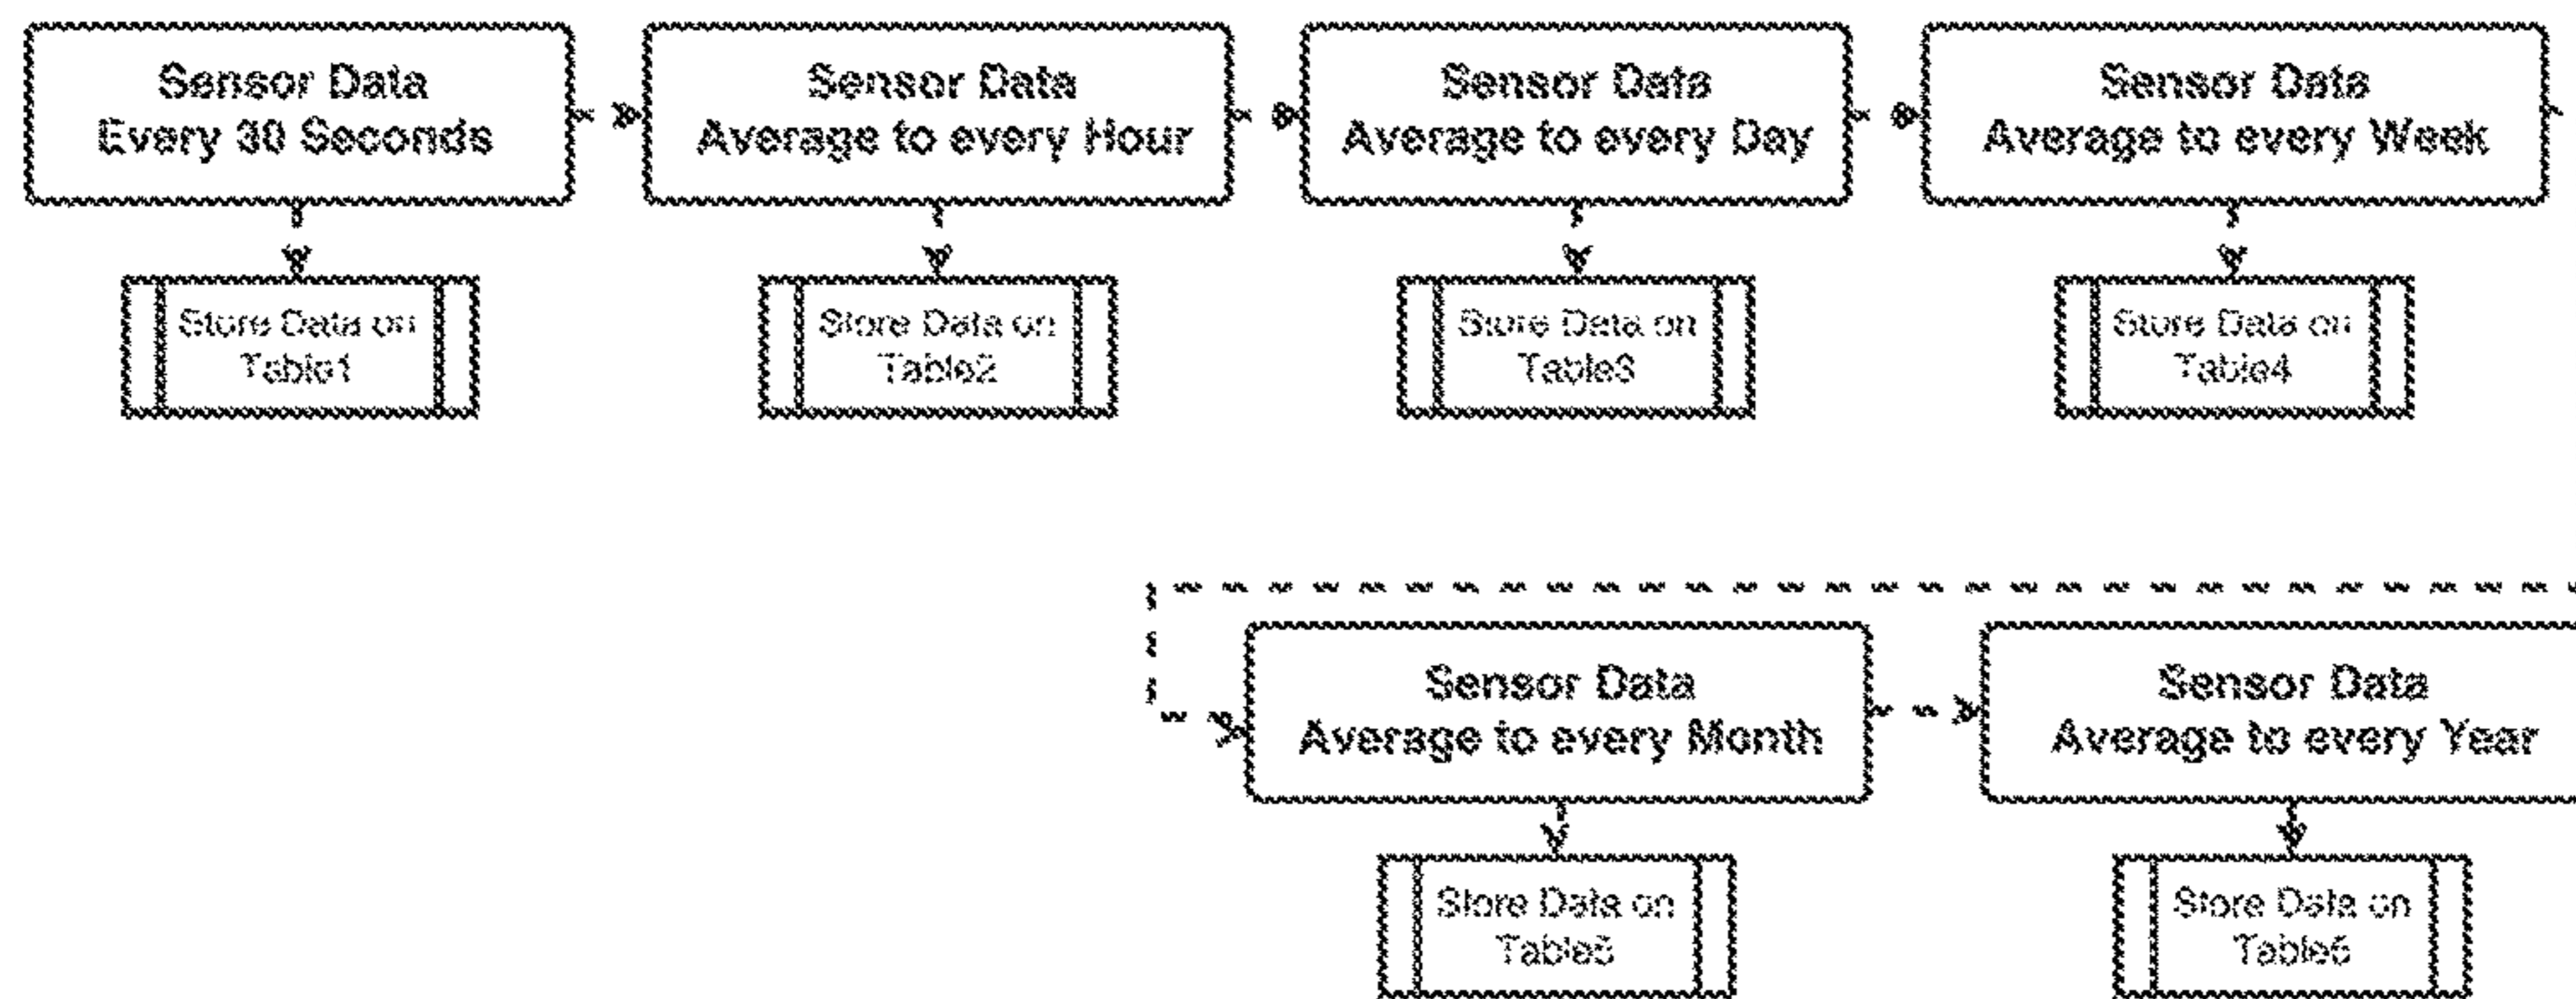 Sensor Data
Every 30 Seconds
Sensor Data
Average to every Hour
Sensor Data
Average to every Day
Sensor Data
Average to every Week
Store Data on
Table1
Store Data on
Table2
Store Data on
Table3
Store Data on
Table4
Sensor Data
Average to every Month
Sensor Data
Average to every Year
Store Data on
Table5
Store Data on
Table6